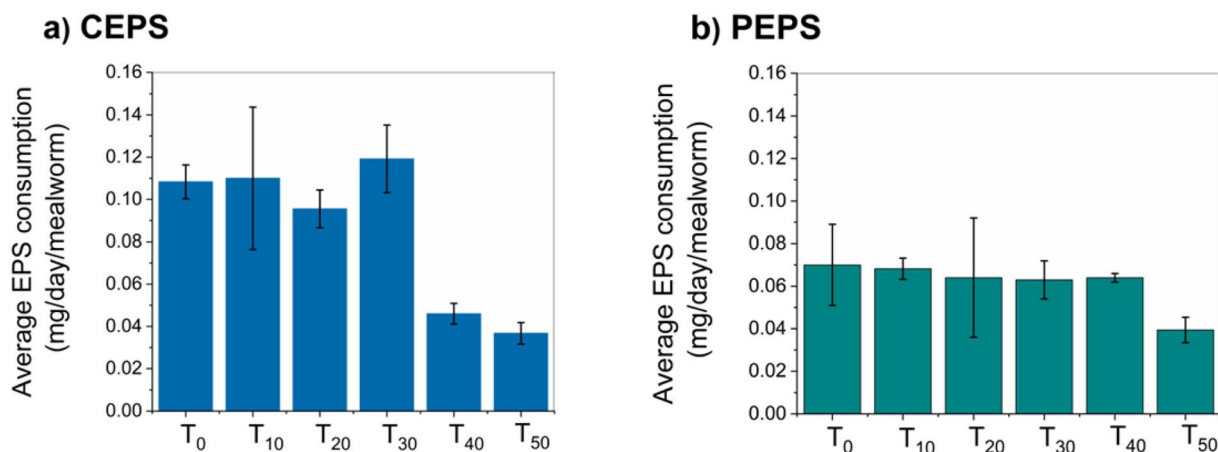 a) CEPS
Average EPS consumption
(mg/day/mealworm)
0.16
0.14
0.12
0.10
0.08
0.06
0.04
0.02
0.00
T₀ T₁₀ T₂₀ T₃₀ T₄₀ T₅₀
b) PEPS
Average EPS consumption
(mg/day/mealworm)
0.16
0.14
0.12
0.10
0.08
0.06
0.04
0.02
0.00
T₀ T₁₀ T₂₀ T₃₀ T₄₀ T₅₀